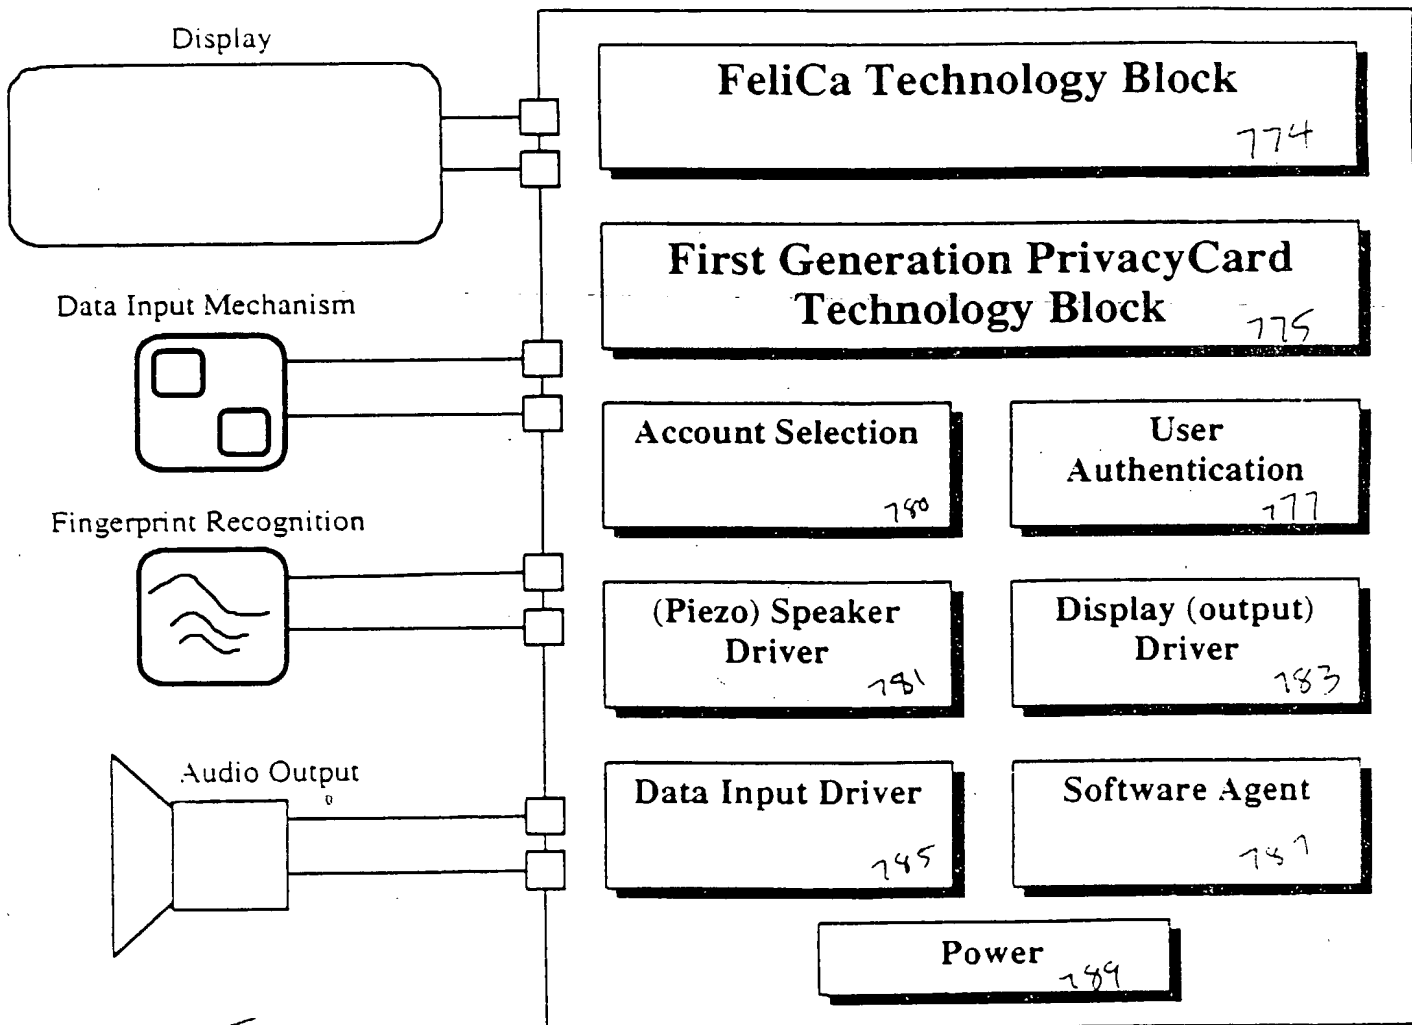 Display
FeliCa Technology Block
774
First Generation PrivacyCard
Technology Block
775
Data Input Mechanism
Account Selection
780
User
Authentication
777
Fingerprint Recognition
(Piezo) Speaker
Driver
781
Display (output)
Driver
783
Audio Output
Data Input Driver
785
Software Agent
787
Power
789